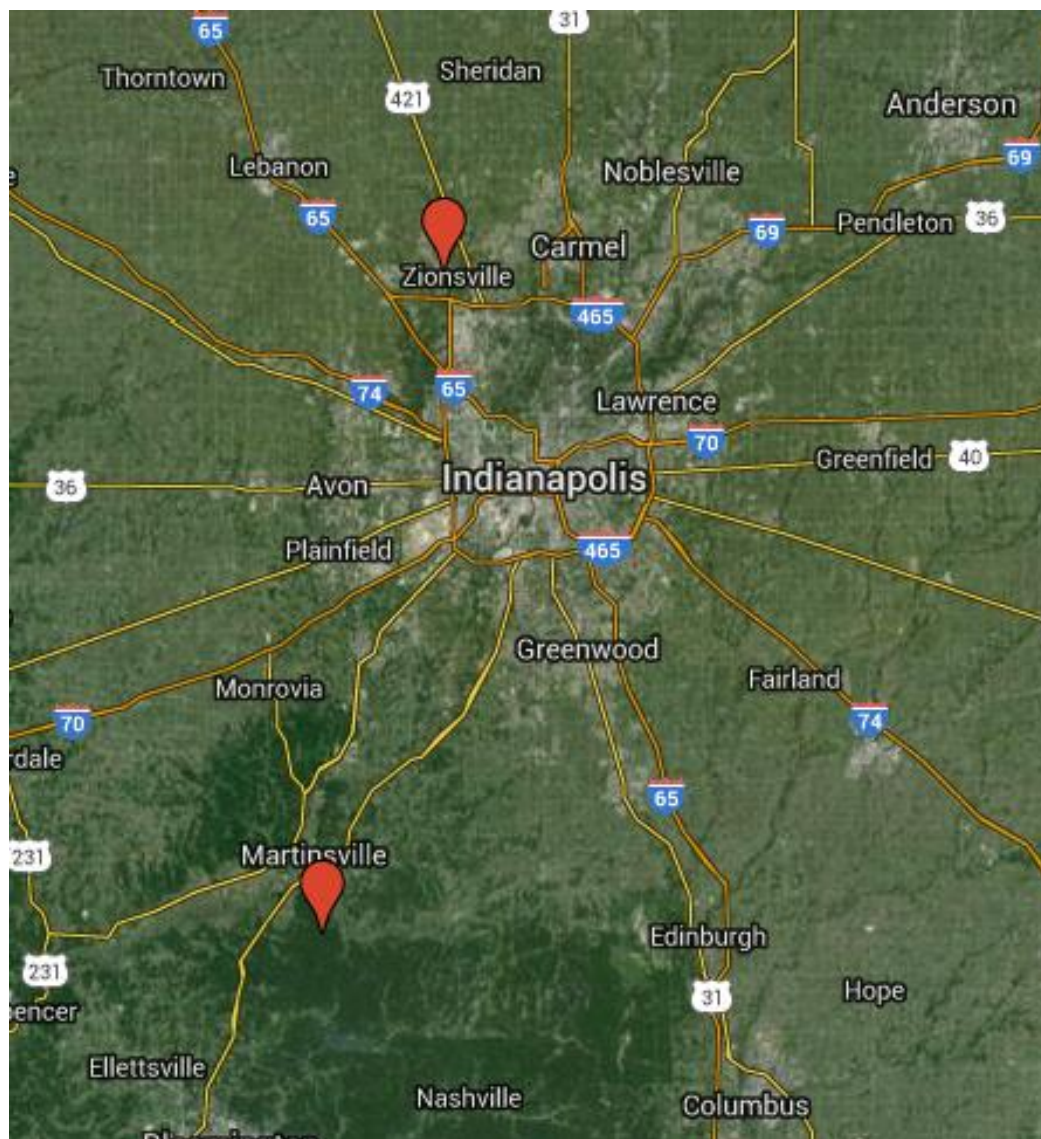 65
31
Sheridan
Thorntown
421
Anderson
69
Lebanon
Noblesville
e
65
36
Pendleton
69
Carmel
Zionsville
465
74
65
Lawrence
70
Greenfield
40
Indianapolis
36
Avon
Plainfield
465
Greenwood
Fairland
Monrovia
70
74
rdale
65
231
Martinsville
Edinburgh
231
Hope
31
encer
Ellettsville
Nashville
Columbus